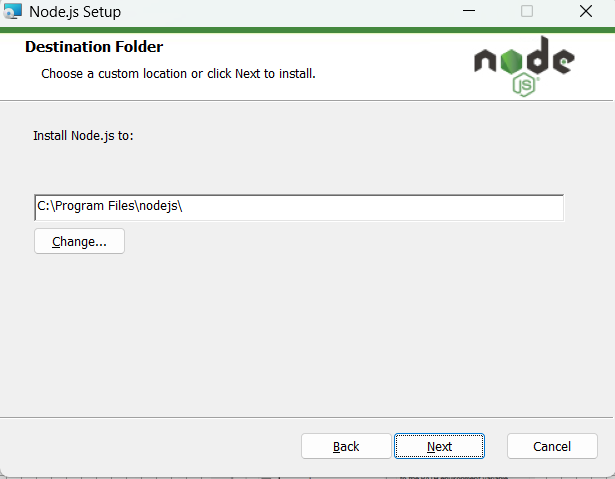 Node.js Setup
Destination Folder
Choose a custom location or click Next to install.
node
JS
Install Node.js to:
C:\Program Files\nodejs\
Change...
Back
Next
Cancel